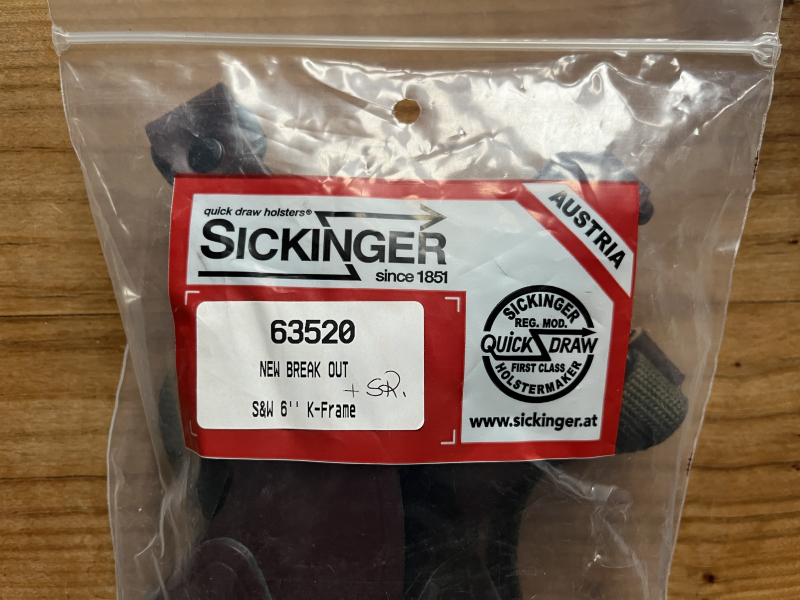 quick draw holsters®
SICKINGER
since 1851
AUSTRIA
63520
NEW BREAK OUT
+ SR.
S&W 6'' K-Frame
SICKINGER
REG. MOD.
QUICK DRAW
FIRST CLASS
HOLSTERMAKER
www.sickinger.at